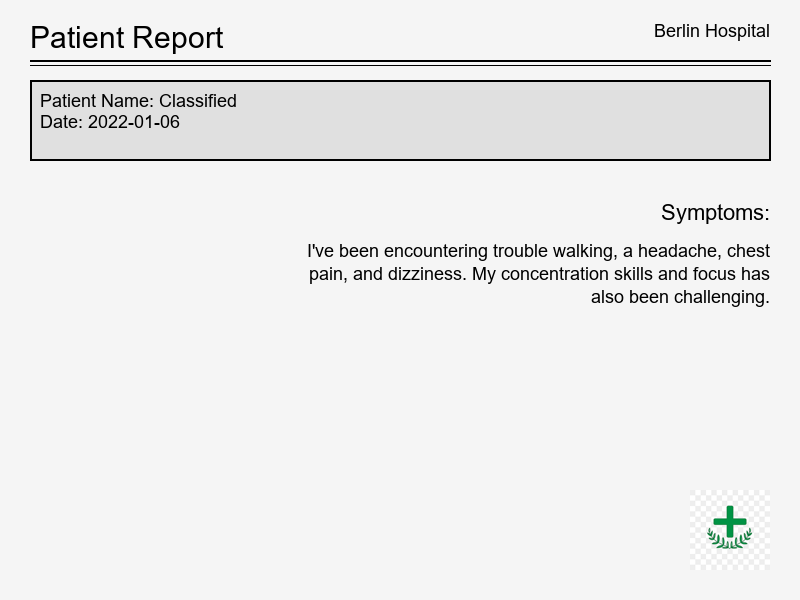 Patient Report
Berlin Hospital
Patient Name: Classified
Date: 2022-01-06
Symptoms:
I've been encountering trouble walking, a headache, chest
pain, and dizziness. My concentration skills and focus has
also been challenging.